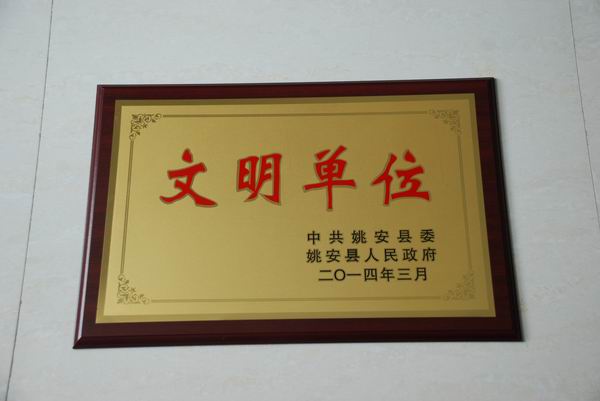 文明单位
中共姚安县委
姚安县人民政府
二〇一四年三月